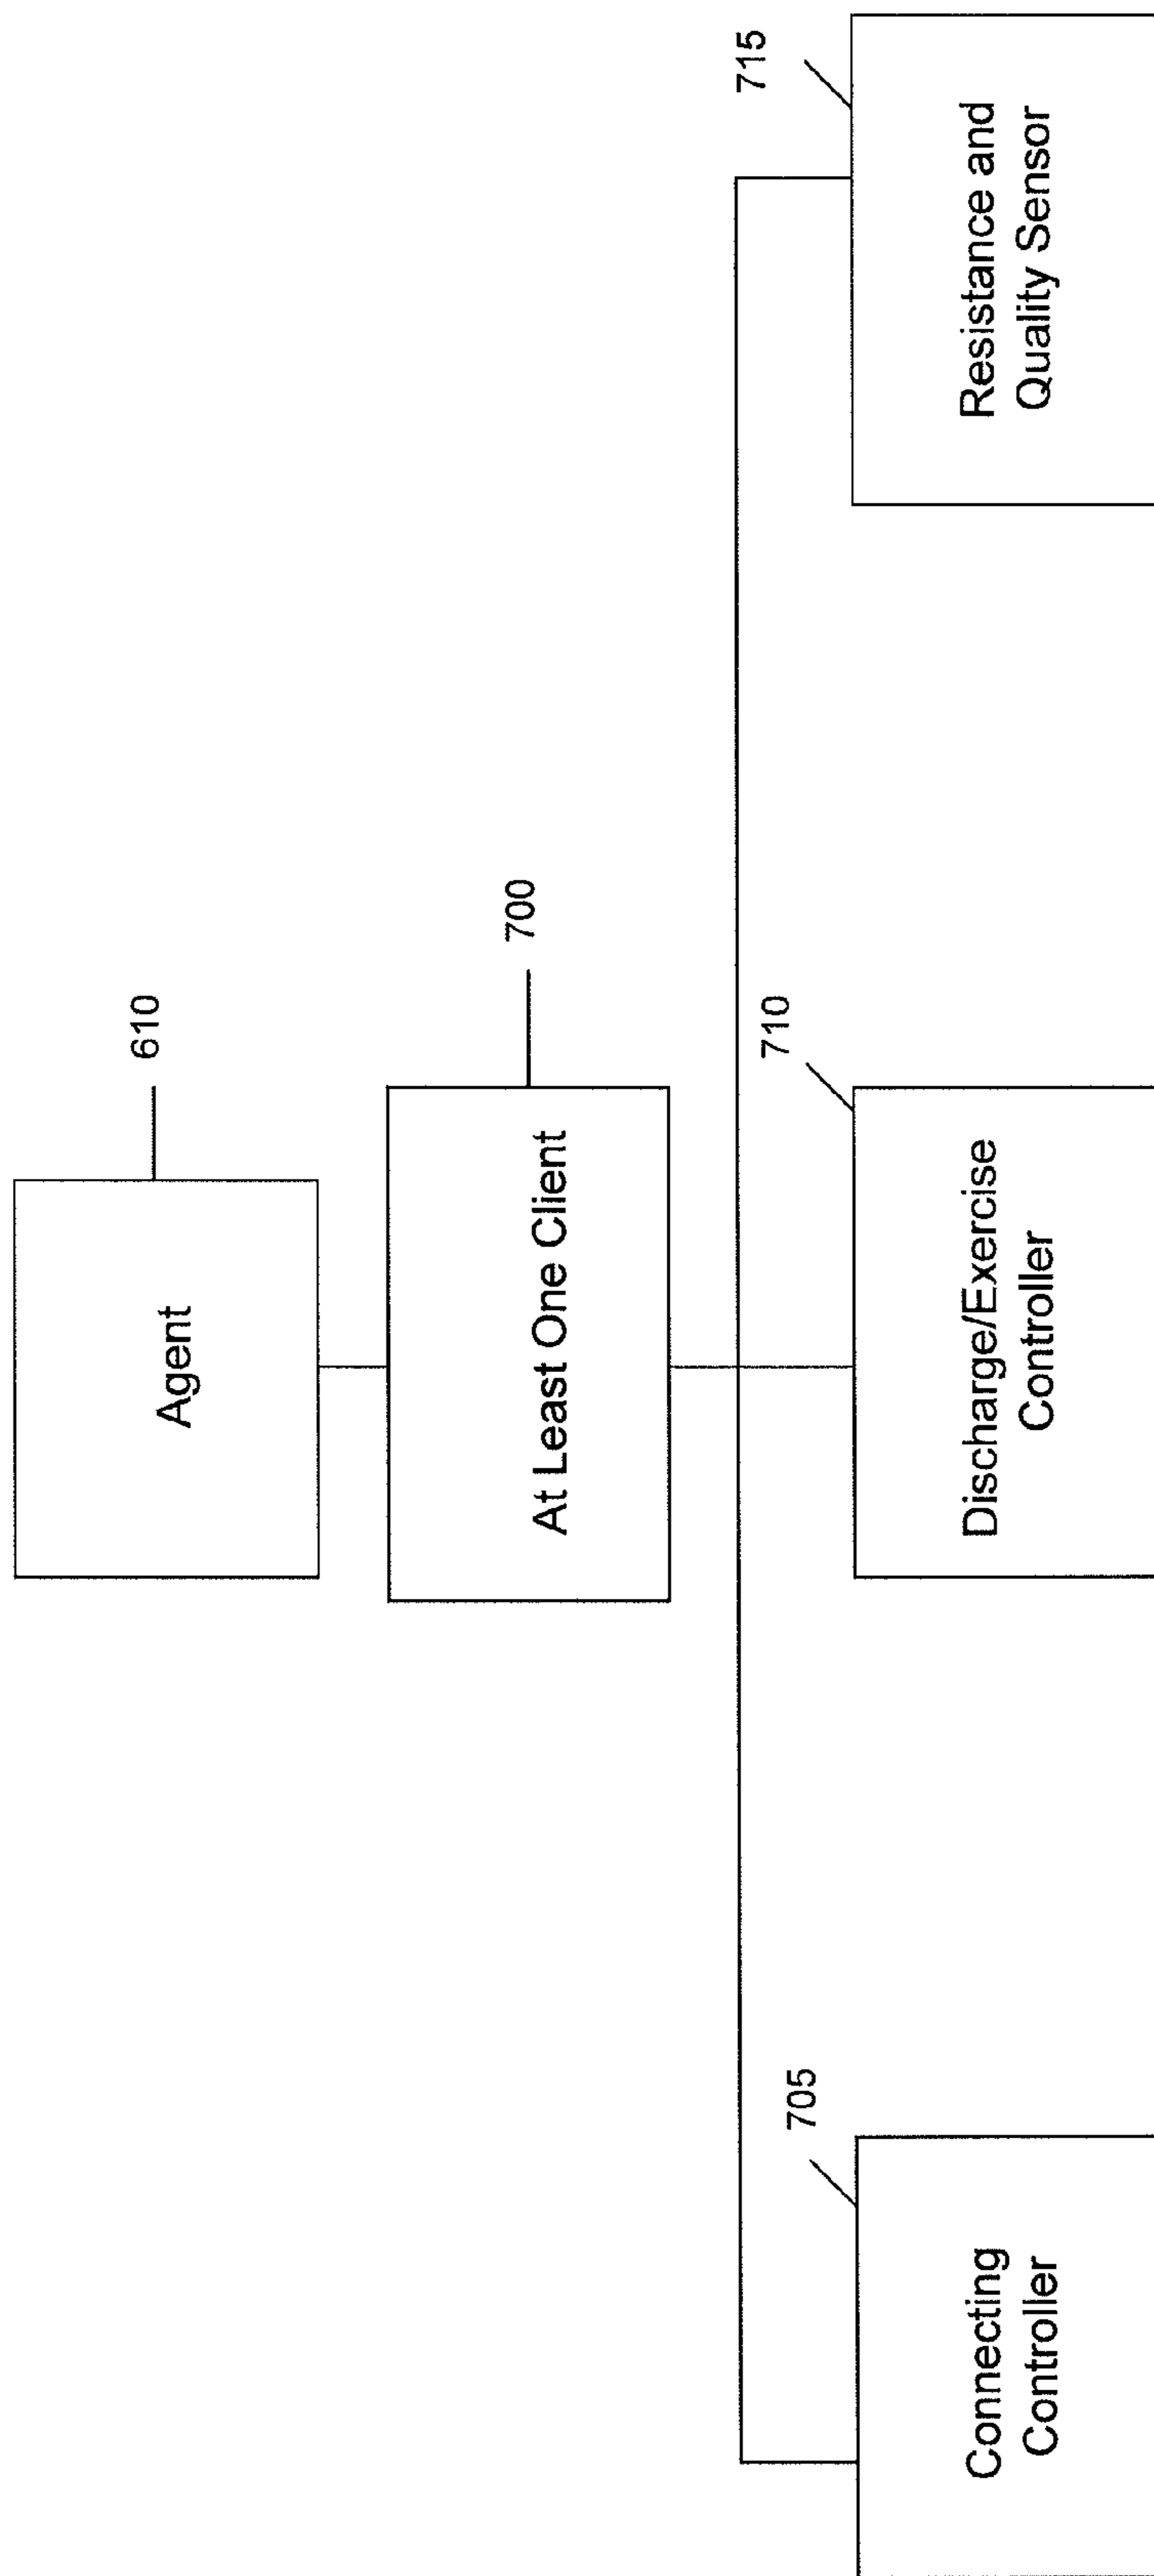 Agent
610
At Least One Client
700
Connecting
Controller
705
Discharge/Exercise
Controller
710
Resistance and
Quality Sensor
715